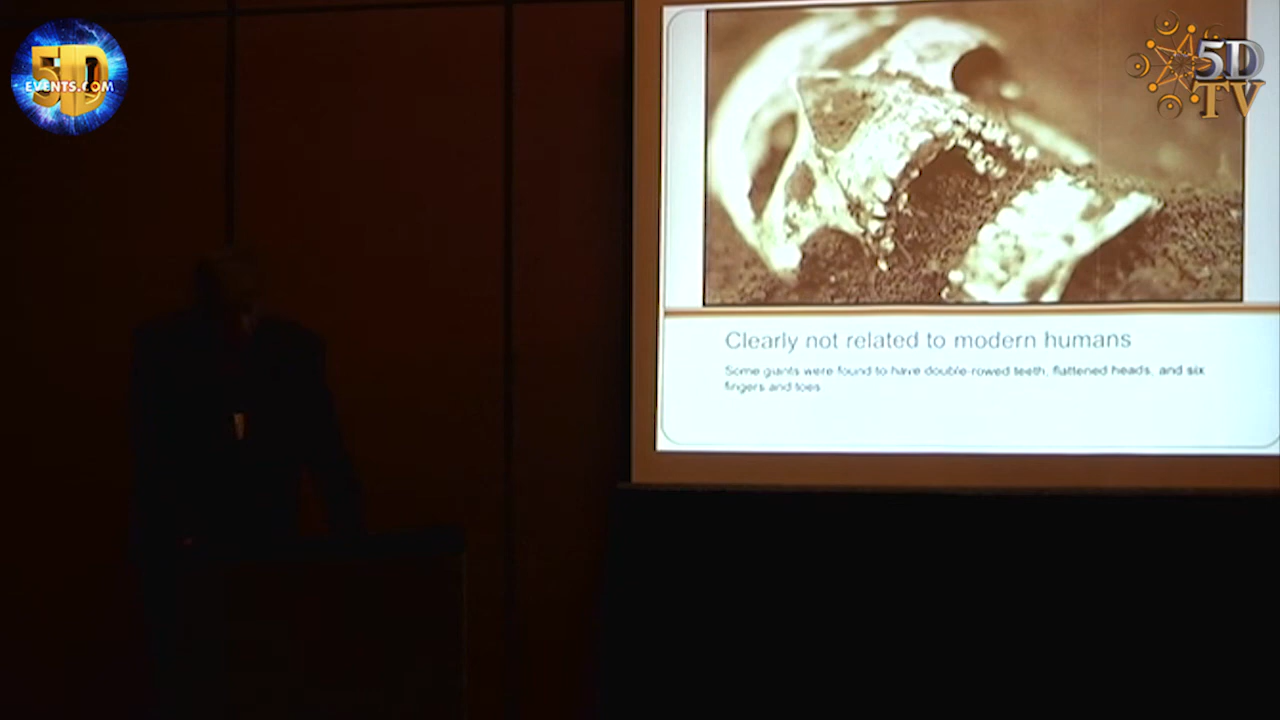 5D
EVENTS.COM
5D
TV
Clearly not related to modern humans
Some giants were found to have double-rowed teeth, flattened heads, and six
fingers and toes